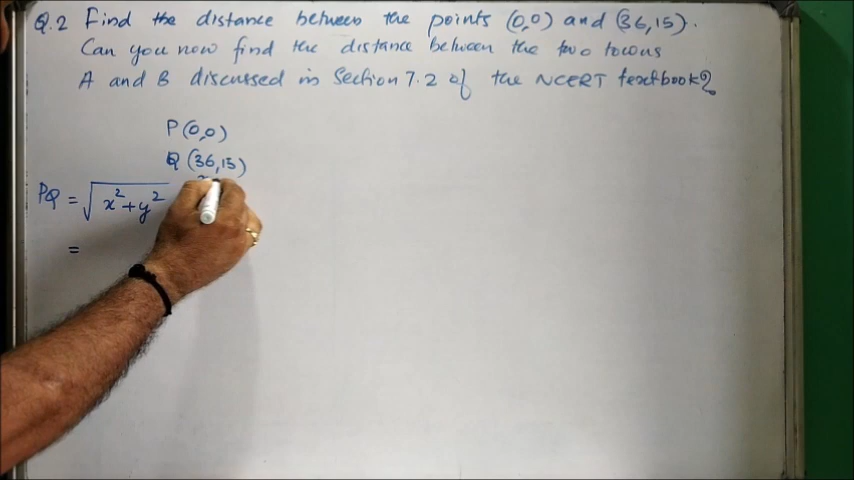 Q.2 Find the distance between the points (0,0) and (36,15).
Can you now find the distance between the two towns
A and B discussed in Section 7.2 of the NCERT textbook?
P(0,0)
Q(36,15)
PQ = √x²+y²
=